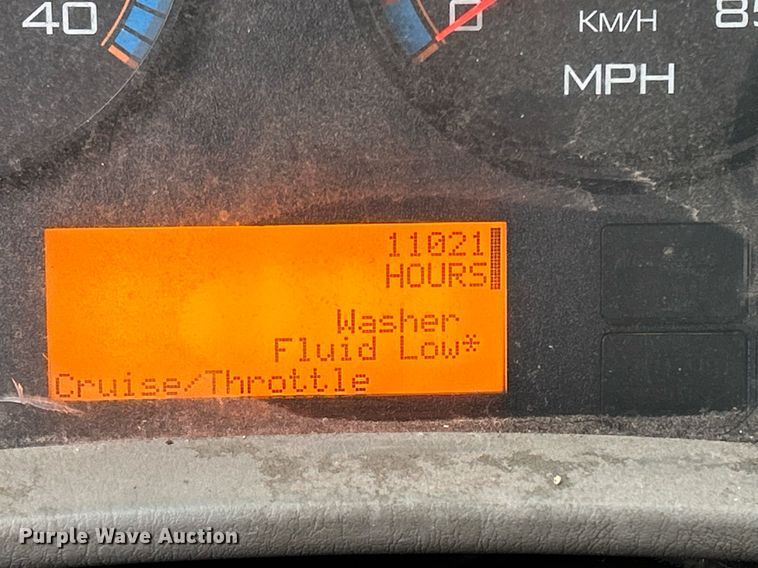 40
0
KM/H
85
MPH
11021
HOURS
Washer
Fluid Low*
Cruise/Throttle
Purple Wave Auction